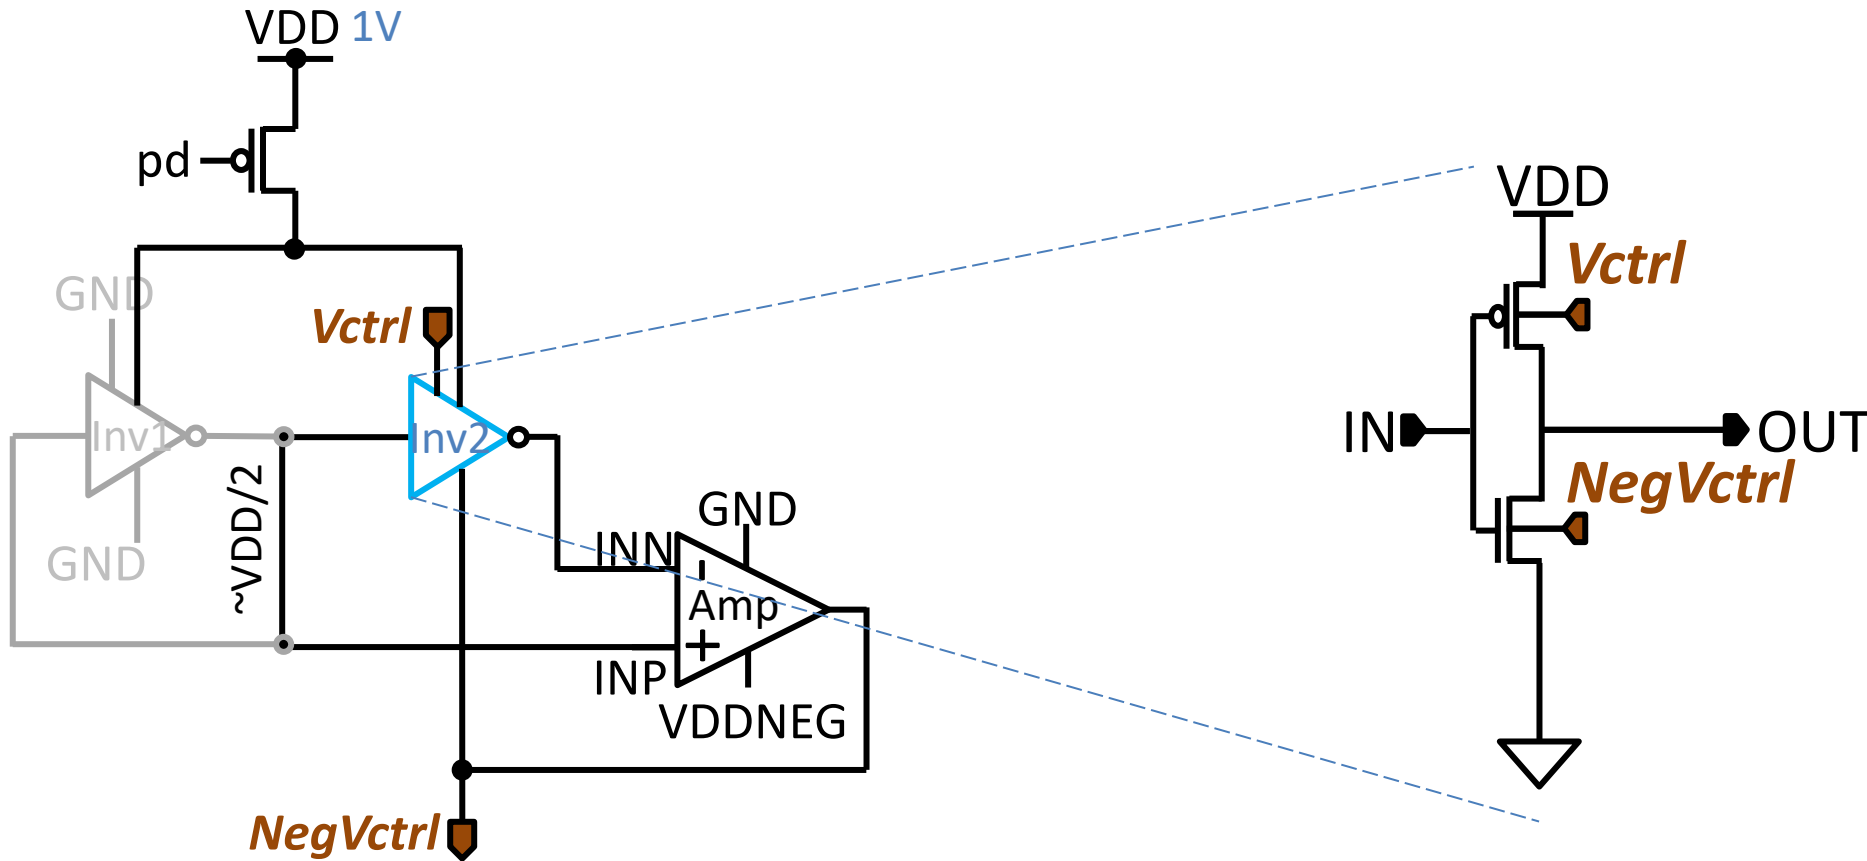 VDD 1V
pd
GND
Vctrl
Inv1
Inv2
GND
~VDD/2
INN
GND
-
Amp
+
INP
VDDNEG
NegVctrl
VDD
Vctrl
IN
OUT
NegVctrl